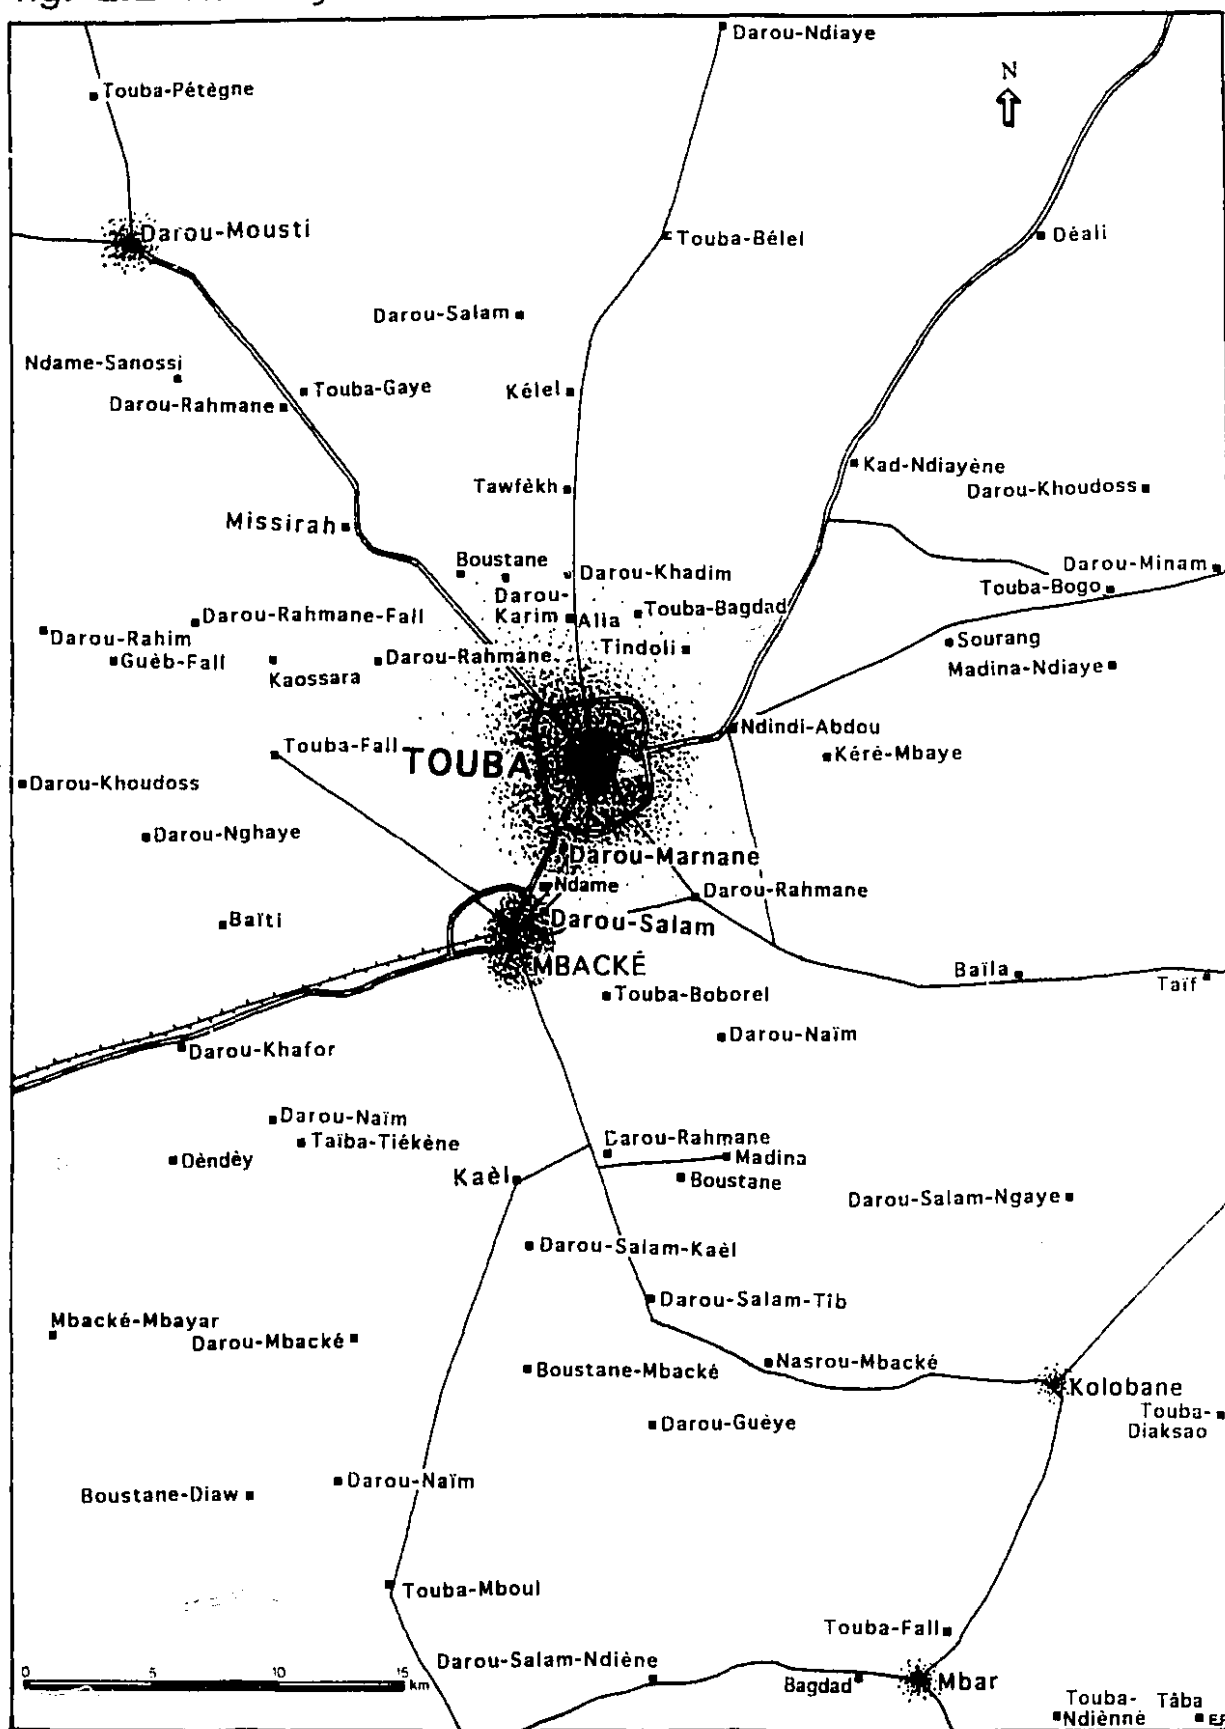 Darou-Ndiaye
N
Touba-Pétègne
Darou-Mousti
Touba-Bélel
Dèali
Darou-Salam
Ndame-Sanossi
Touba-Gaye
Kélel
Darou-Rahmane
Kad-Ndiayène
Tawfèkh
Darou-Khoudoss
Missirah
Boustane
Darou-Khadim
Darou-Minam
Darou-
Karim
Touba-Bogo
Darou-Rahmane-Fall
Alia
Touba-Bagdad
Darou-Rahim
Sourang
Guèb-Fall
Kaossara
Darou-Rahmane
Tindoli
Madina-Ndiaye
Ndindi-Abdou
Touba-Fall
TOUBA
Kéré-Mbaye
Darou-Khoudoss
Darou-Nghaye
Darou-Marnane
Ndame
Darou-Rahmane
Baïti
Darou-Salam
MBACKÉ
Baïla
Taïf
Touba-Boborel
Darou-Naïm
Darou-Khafor
Darou-Naïm
Taïba-Tiékène
Darou-Rahmane
Madina
Dèndêy
Kaèl
Boustane
Darou-Salam-Ngaye
Darou-Salam-Kaèl
Darou-Salam-Tîb
Mbacké-Mbayar
Darou-Mbacké
Boustane-Mbacké
Nasrou-Mbacké
Kolobane
Touba-
Diaksao
Darou-Guèye
Darou-Naïm
Boustane-Diaw
Touba-Mboul
Touba-Fall
Darou-Salam-Ndiène
Bagdad
Mbar
0 5 10 15 km
Touba-
Ndiènné
Tâba